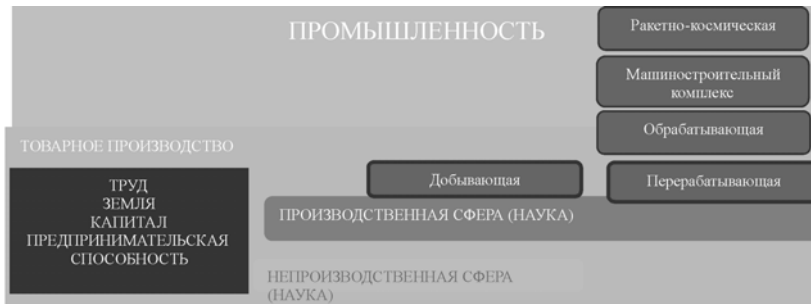 ПРОМЫШЛЕННОСТЬ
Ракетно-космическая
Машиностроительный
комплекс
Обрабатывающая
ТОВАРНОЕ ПРОИЗВОДСТВО
Добывающая
Перерабатывающая
ТРУД
ЗЕМЛЯ
КАПИТАЛ
ПРЕДПРИНИМАТЕЛЬСКАЯ
СПОСОБНОСТЬ
ПРОИЗВОДСТВЕННАЯ СФЕРА (НАУКА)
НЕПРОИЗВОДСТВЕННАЯ СФЕРА
(НАУКА)